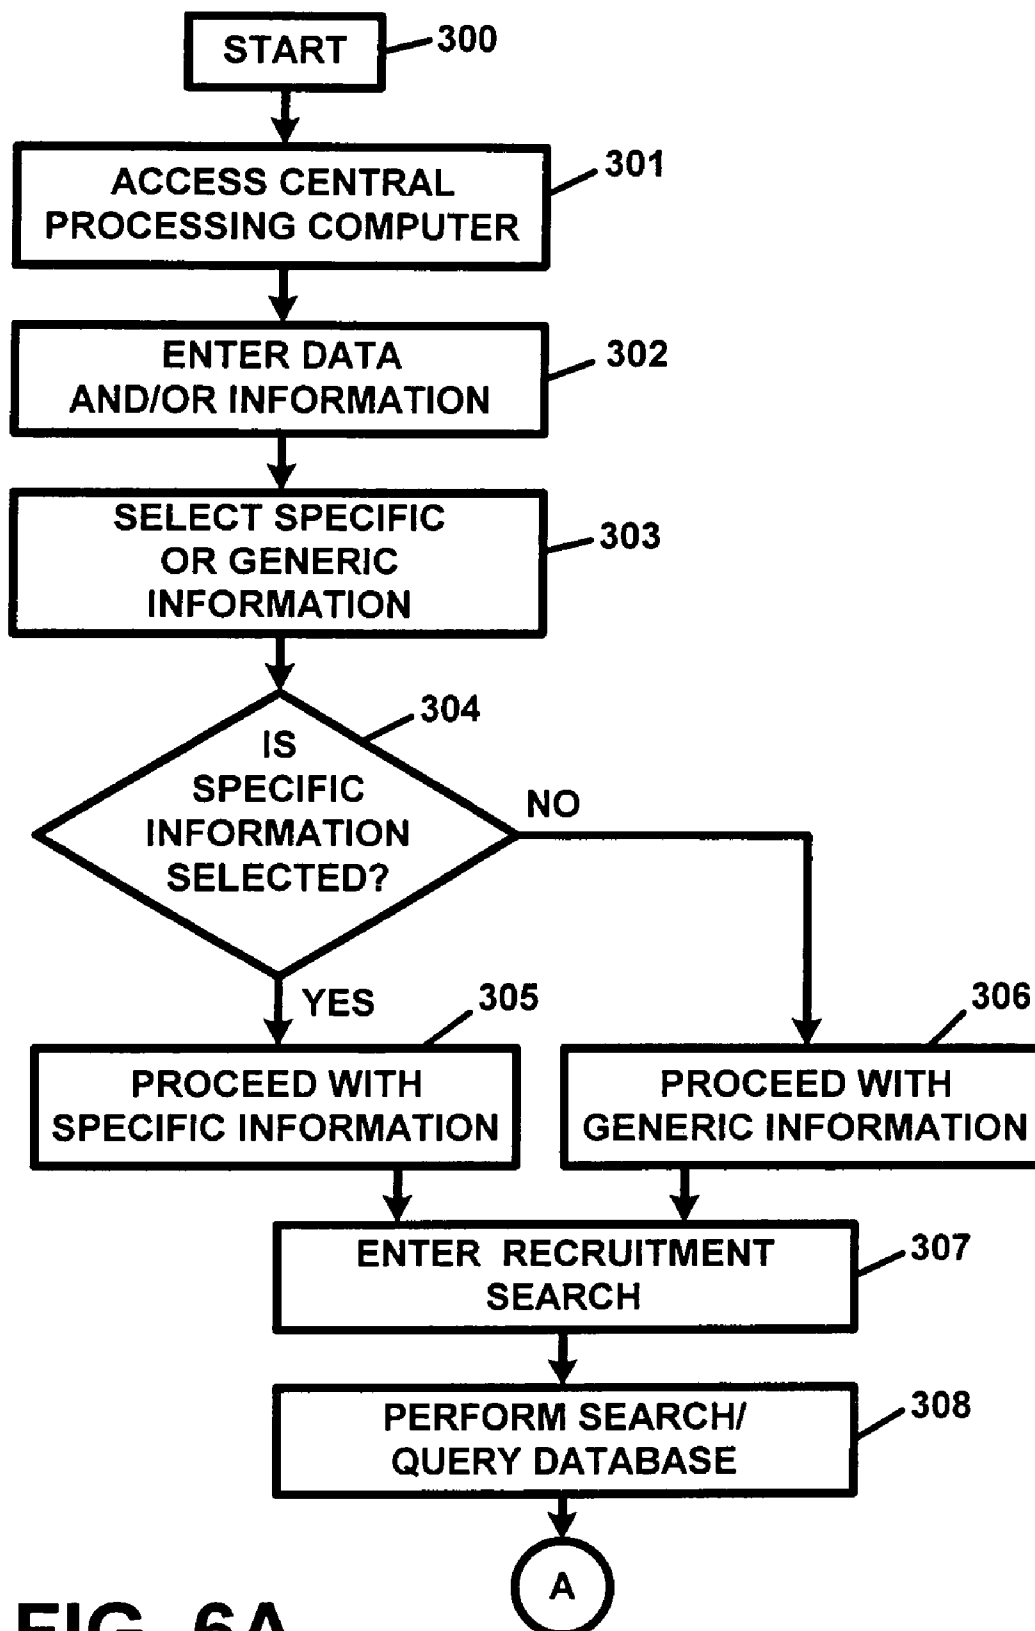 START
300
ACCESS CENTRAL
PROCESSING COMPUTER
301
ENTER DATA
AND/OR INFORMATION
302
SELECT SPECIFIC
OR GENERIC
INFORMATION
303
304
IS
SPECIFIC
INFORMATION
SELECTED?
NO
YES
305
306
PROCEED WITH
SPECIFIC INFORMATION
PROCEED WITH
GENERIC INFORMATION
ENTER RECRUITMENT
SEARCH
307
PERFORM SEARCH/
QUERY DATABASE
308
A
FIG. 6A